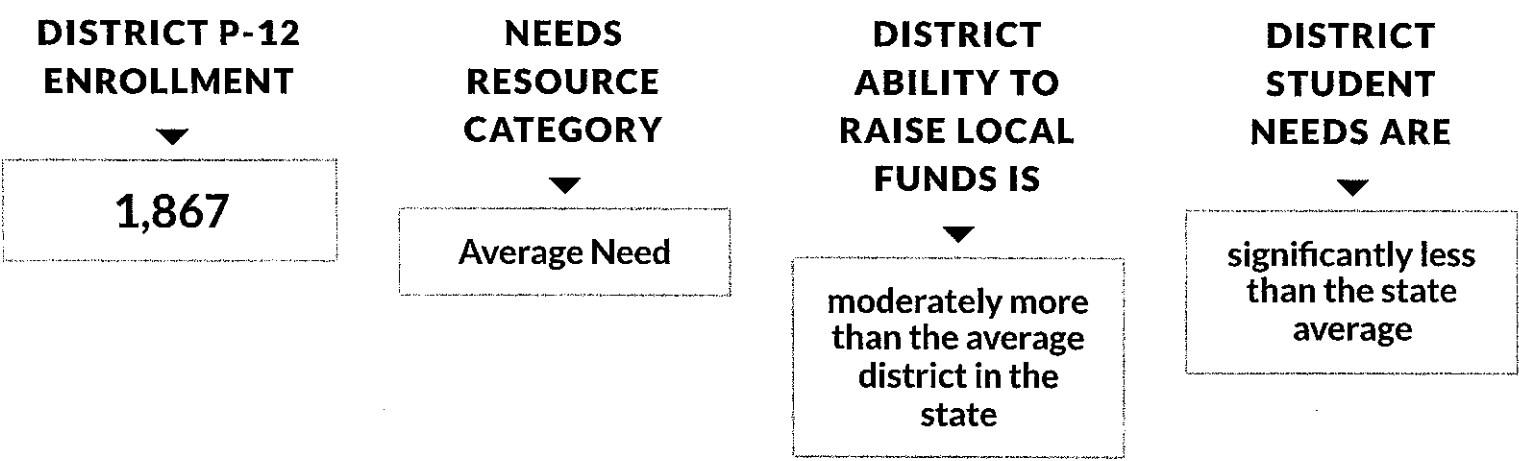 DISTRICT P-12
ENROLLMENT
1,867
NEEDS
RESOURCE
CATEGORY
Average Need
DISTRICT
ABILITY TO
RAISE LOCAL
FUNDS IS
moderately more
than the average
district in the
state
DISTRICT
STUDENT
NEEDS ARE
significantly less
than the state
average